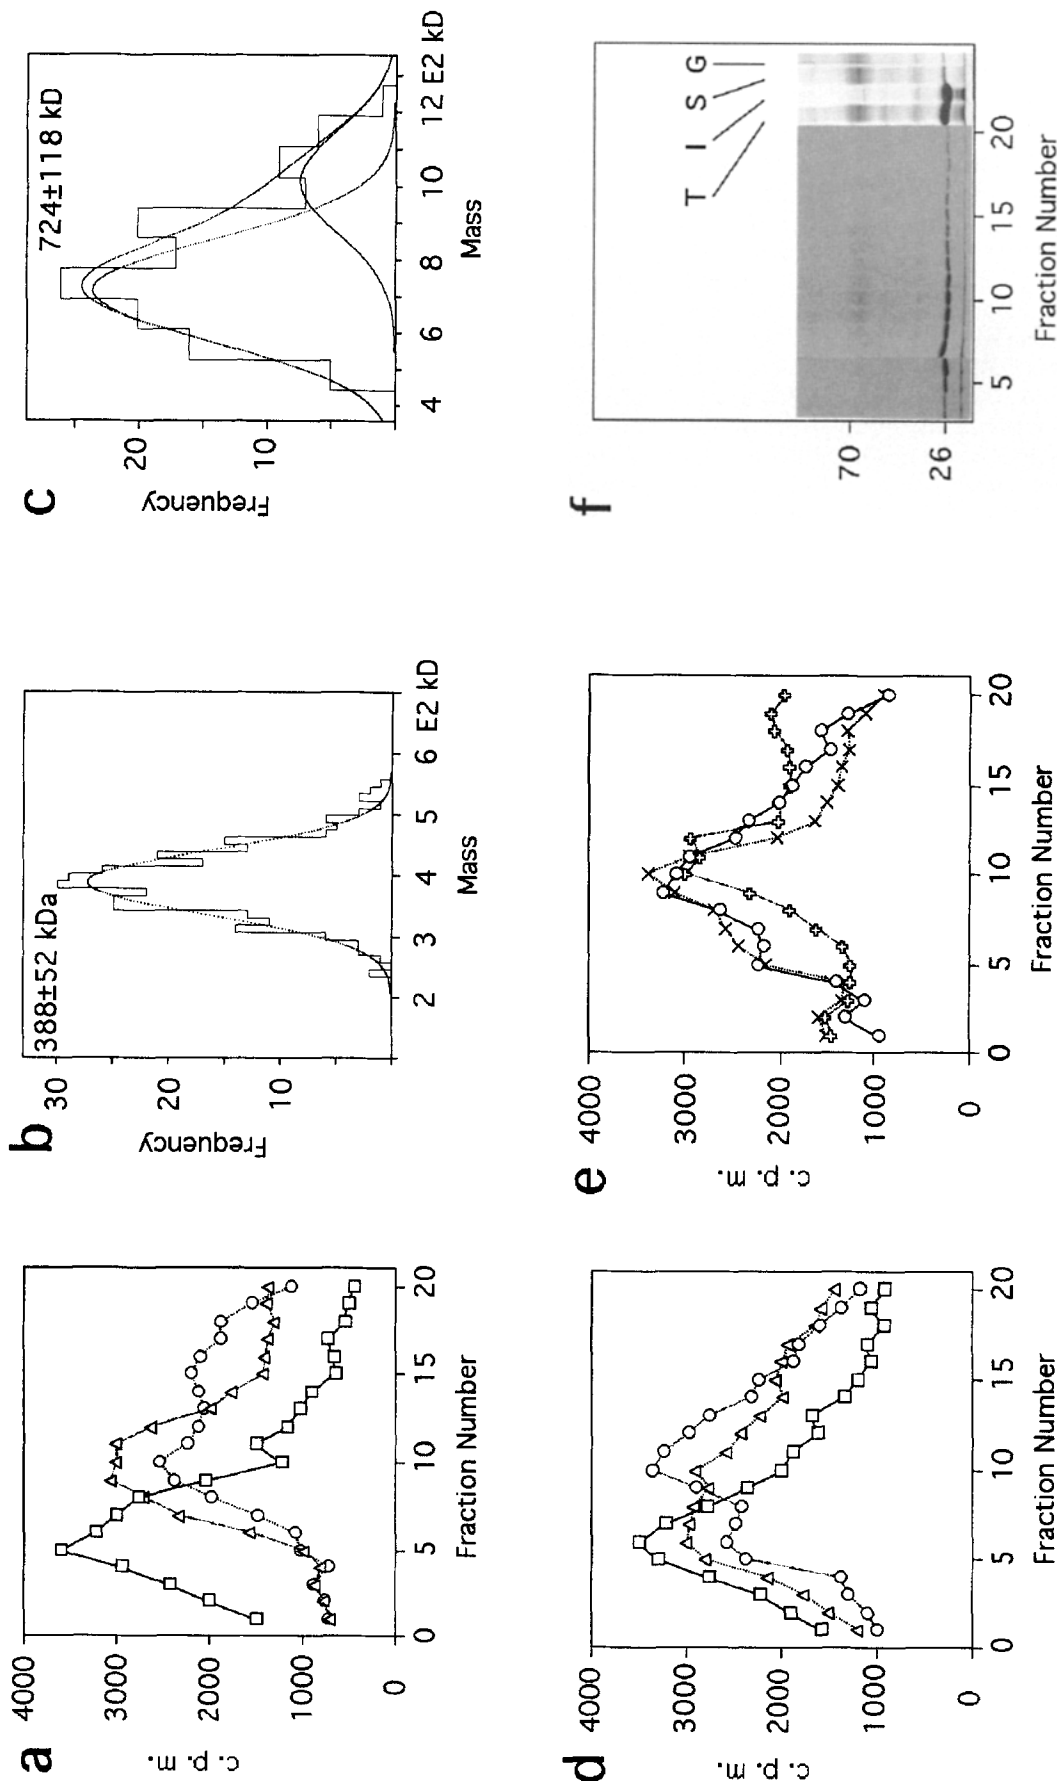 a
4000
3000
2000
1000
0
c. p. m.
0
5
10
15
20
Fraction Number
b
388±52 kDa
30
20
10
Frequency
2
3
4
5
6
E2 kD
Mass
c
724±118 kD
20
10
Frequency
4
6
8
10
12
E2 kD
Mass
d
4000
3000
2000
1000
0
c. p. m.
0
5
10
15
20
Fraction Number
e
4000
3000
2000
1000
0
c. p. m.
0
5
10
15
20
Fraction Number
f
T I S G
70
26
5
10
15
20
Fraction Number